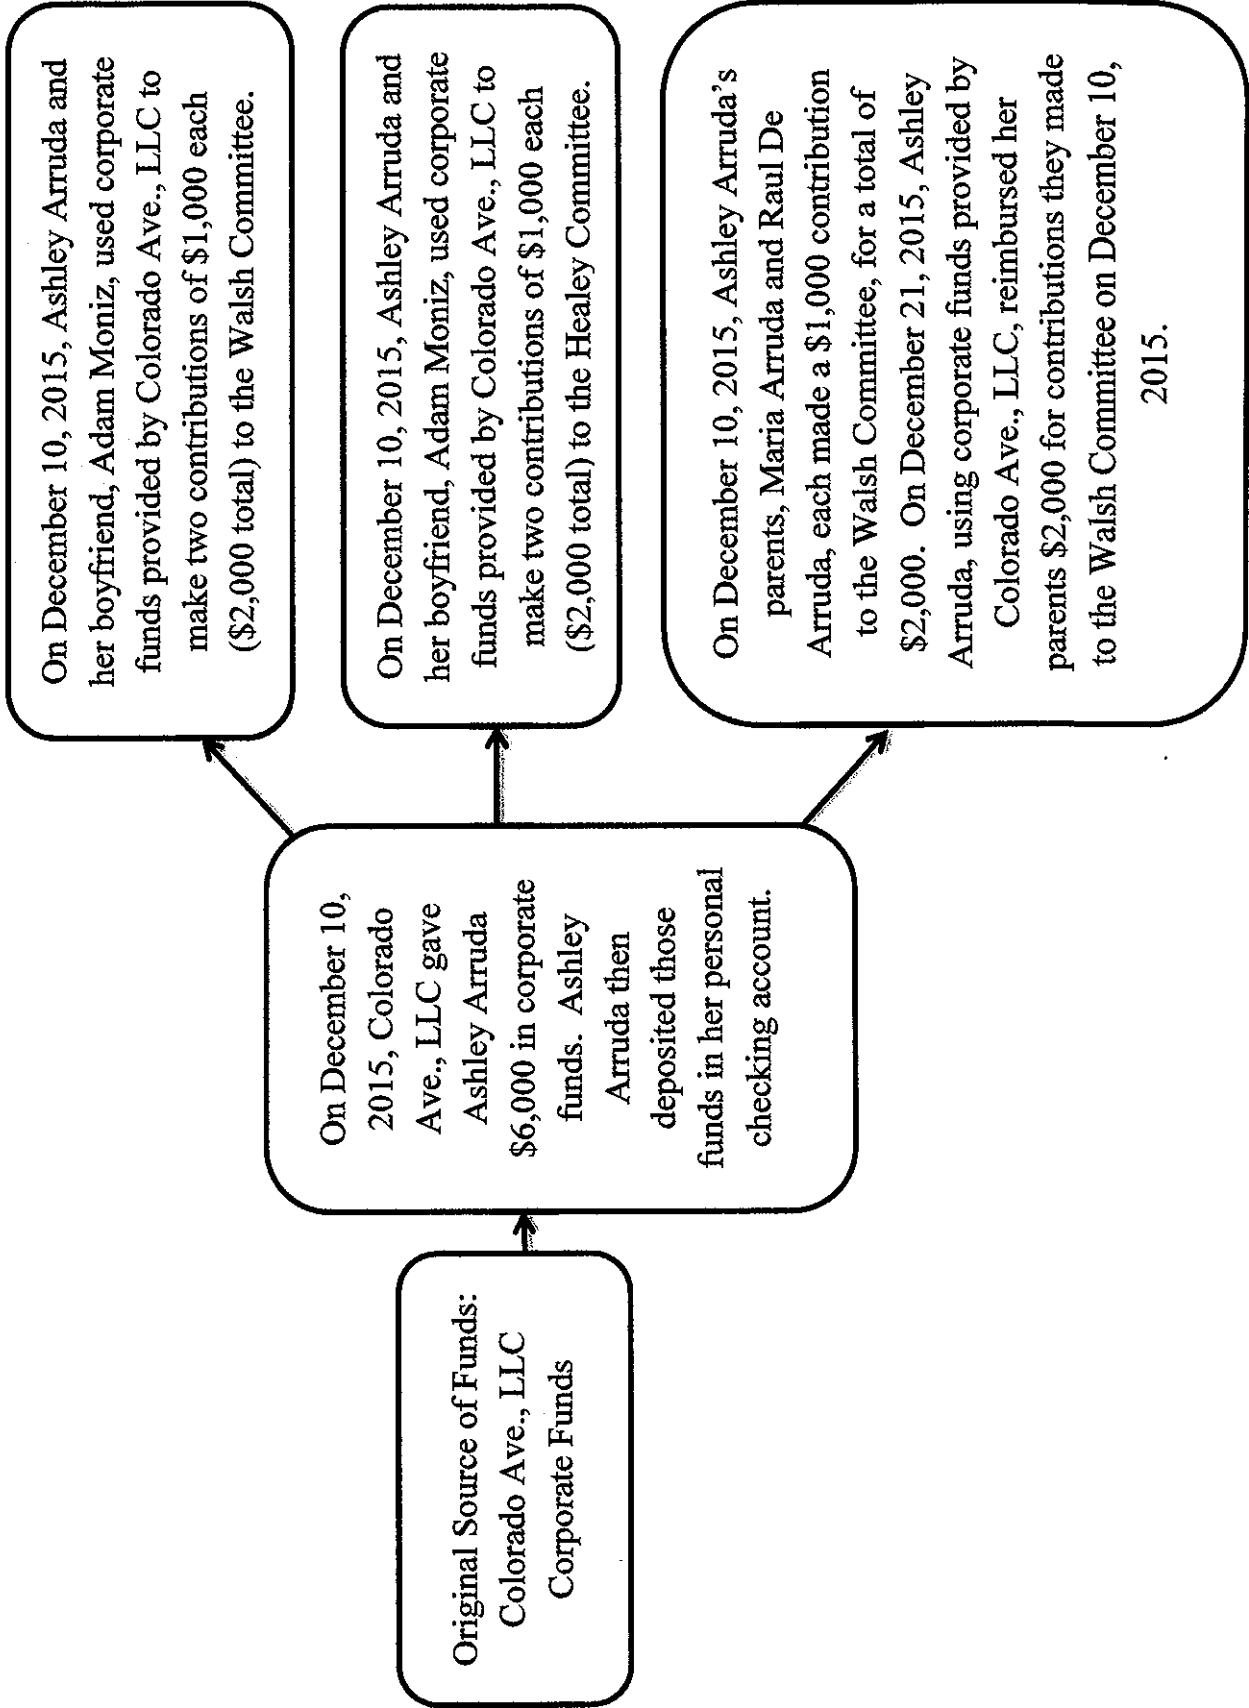 Original Source of Funds:
Colorado Ave., LLC
Corporate Funds
On December 10,
2015, Colorado
Ave., LLC gave
Ashley Arruda
$6,000 in corporate
funds. Ashley
Arruda then
deposited those
funds in her personal
checking account.
On December 10, 2015, Ashley Arruda and
her boyfriend, Adam Moniz, used corporate
funds provided by Colorado Ave., LLC to
make two contributions of $1,000 each
($2,000 total) to the Walsh Committee.
On December 10, 2015, Ashley Arruda and
her boyfriend, Adam Moniz, used corporate
funds provided by Colorado Ave., LLC to
make two contributions of $1,000 each
($2,000 total) to the Healey Committee.
On December 10, 2015, Ashley Arruda's
parents, Maria Arruda and Raul De
Arruda, each made a $1,000 contribution
to the Walsh Committee, for a total of
$2,000. On December 21, 2015, Ashley
Arruda, using corporate funds provided by
Colorado Ave., LLC, reimbursed her
parents $2,000 for contributions they made
to the Walsh Committee on December 10,
2015.